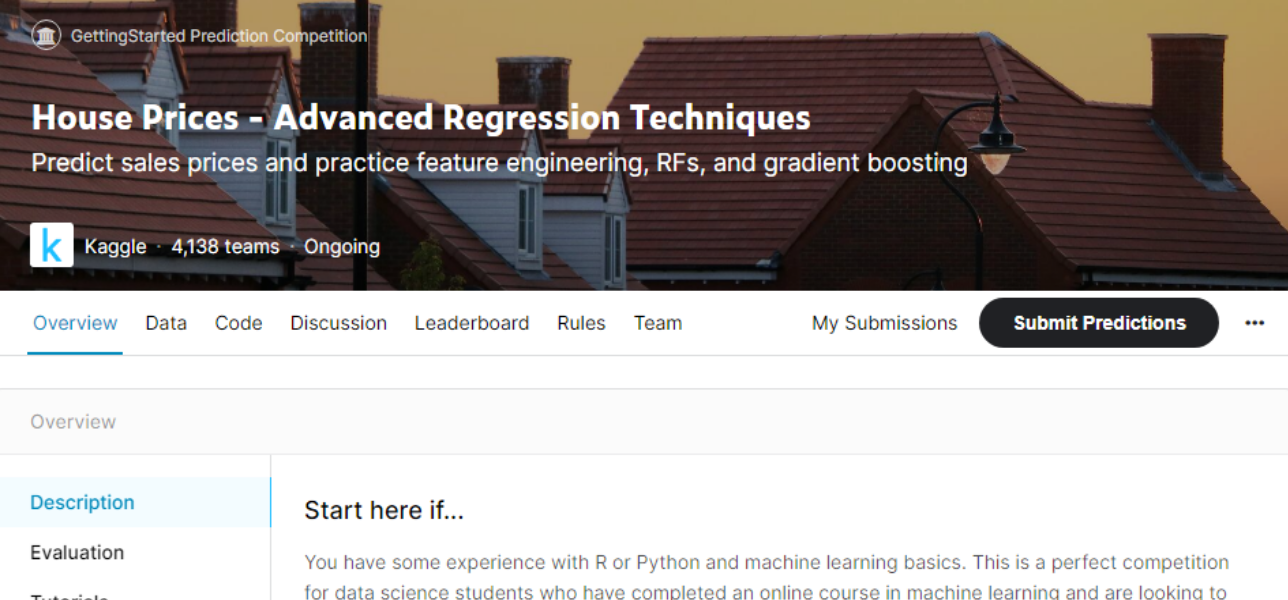 GettingStarted Prediction Competition
House Prices - Advanced Regression Techniques
Predict sales prices and practice feature engineering, RFs, and gradient boosting
k
Kaggle · 4,138 teams · Ongoing
Overview Data Code Discussion Leaderboard Rules Team My Submissions Submit Predictions •••
Overview
Description
Start here if...
Evaluation
You have some experience with R or Python and machine learning basics. This is a perfect competition
for data science students who have completed an online course in machine learning and are looking to
Tutorials